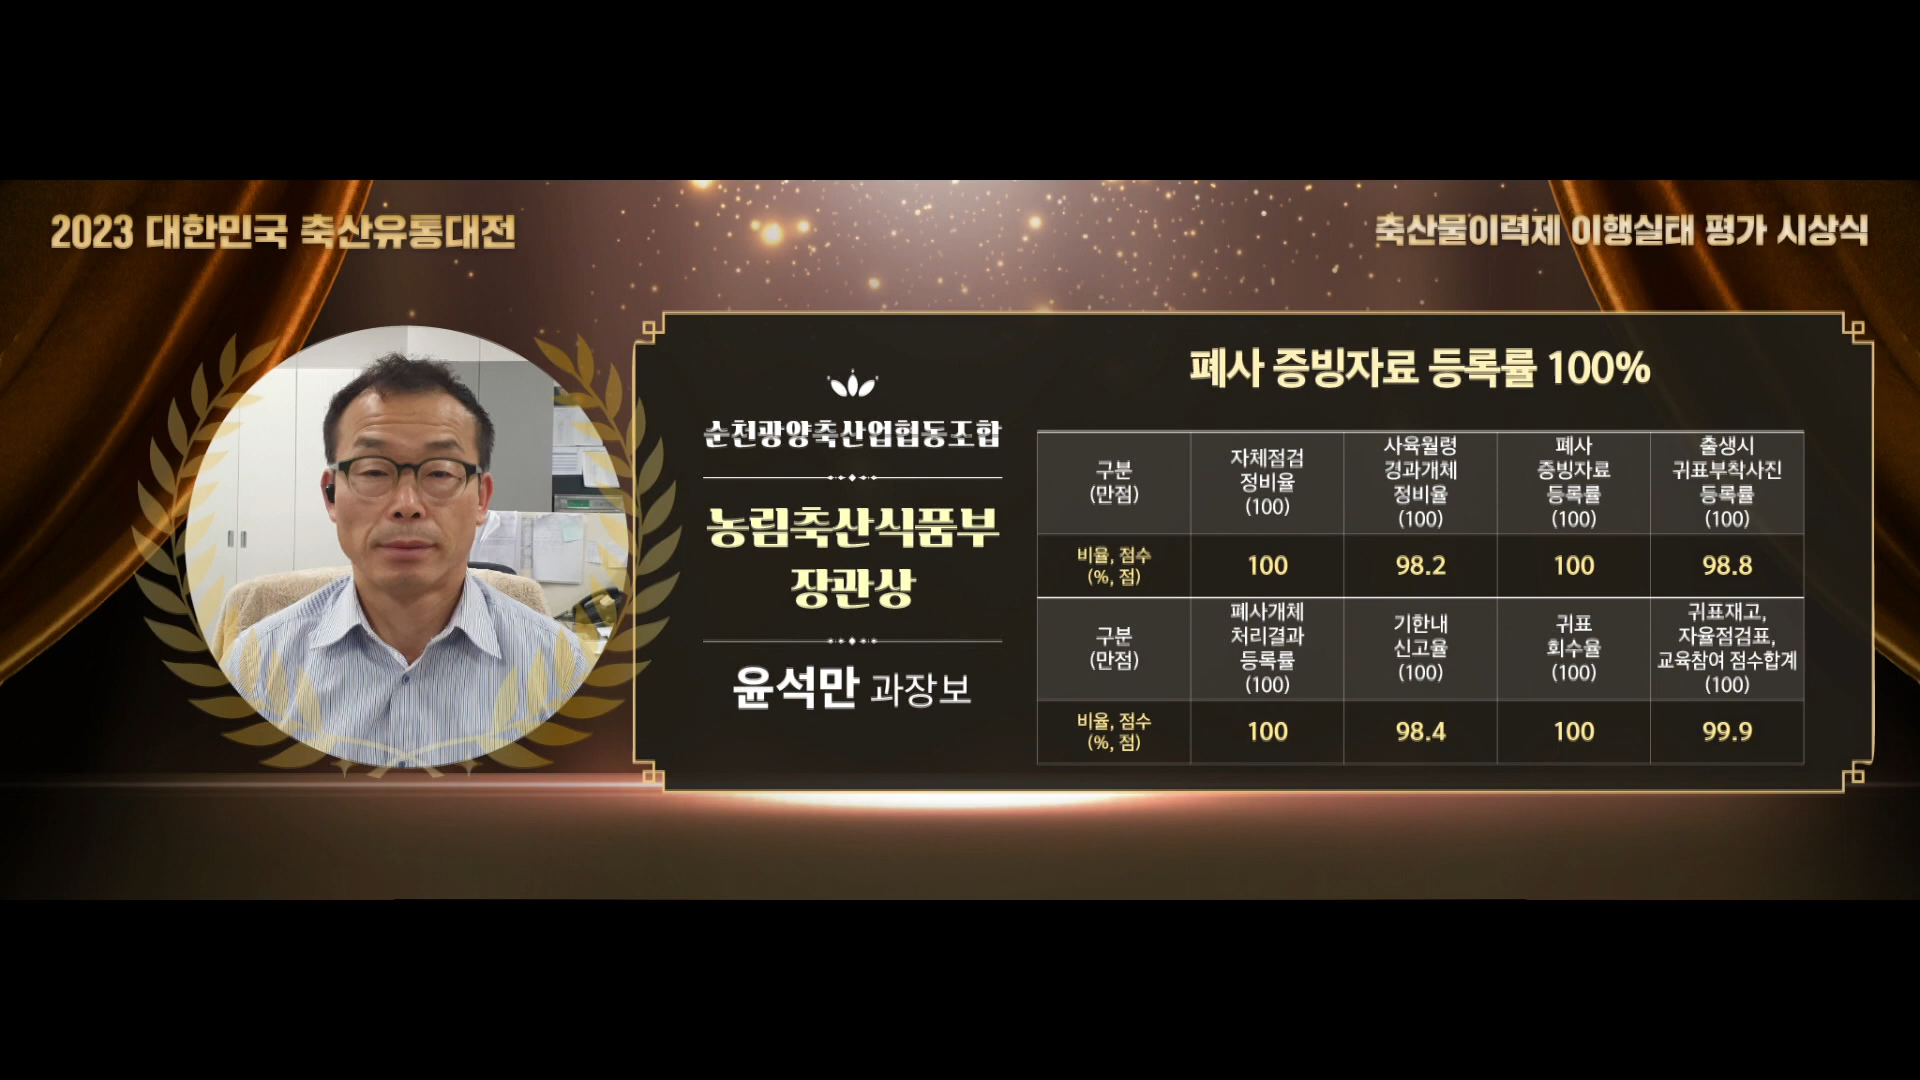 2023 대한민국 축산유통대전
축산물이력제 이행실태 평가 시상식
순천광양축산업협동조합
농림축산식품부
장관상
윤석만 과장보
폐사 증빙자료 등록률 100%
구분
(만점)
자체점검
정비율
(100)
사육월령
경과개체
정비율
(100)
폐사
증빙자료
등록률
(100)
출생시
귀표부착사진
등록률
(100)
비율, 점수
(%, 점)
100
98.2
100
98.8
구분
(만점)
폐사개체
처리결과
등록률
(100)
기한내
신고율
(100)
귀표
회수율
(100)
귀표재고,
자율점검표,
교육참여 점수합계
(100)
비율, 점수
(%, 점)
100
98.4
100
99.9